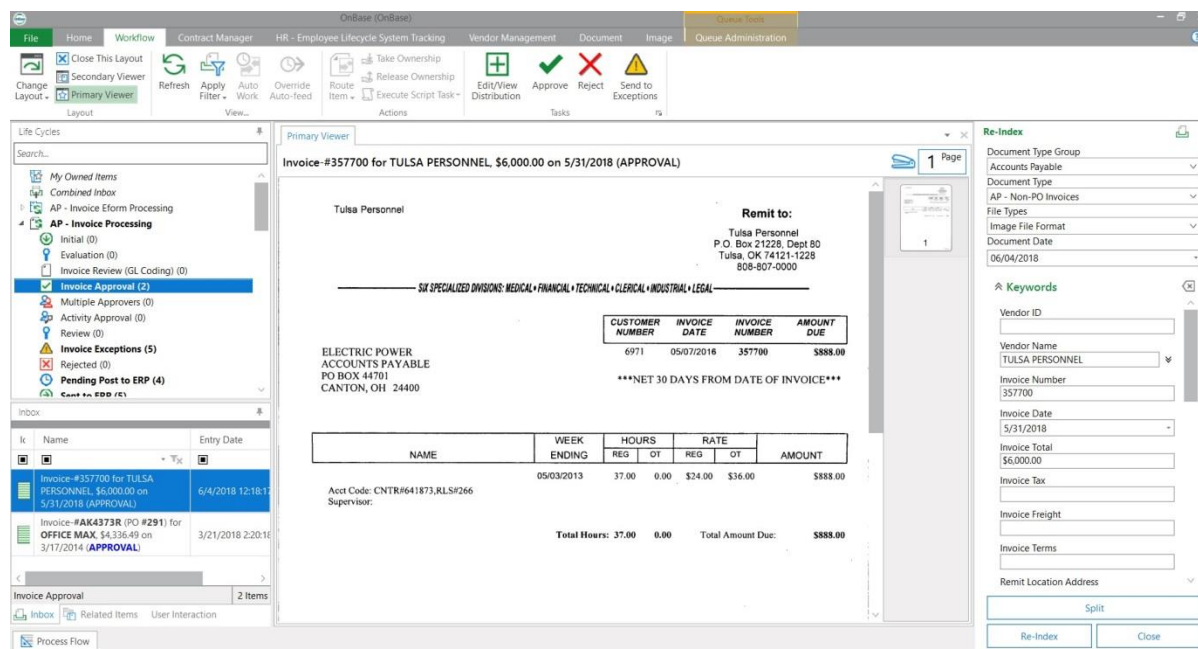 OnBase (OnBase)
Queue Tools
File Home Workflow Contract Manager HR - Employee Lifecycle System Tracking Vendor Management Document Image Queue Administration
Change Layout
Close This Layout
Secondary Viewer
Primary Viewer
Layout
Refresh
Apply Filter
Auto Work
View...
Override Auto-feed
Route Item
Take Ownership
Release Ownership
Execute Script Task
Actions
Edit/View Distribution
Approve
Reject
Send to Exceptions
Tasks
Life Cycles
Search...
My Owned Items
Combined Inbox
AP - Invoice Eform Processing
AP - Invoice Processing
Initial (0)
Evaluation (0)
Invoice Review (GL Coding) (0)
Invoice Approval (2)
Multiple Approvers (0)
Activity Approval (0)
Review (0)
Invoice Exceptions (5)
Rejected (0)
Pending Post to ERP (4)
Sent to ERP (5)
Inbox
Name Entry Date
Invoice-#357700 for TULSA
PERSONNEL, $6,000.00 on
5/31/2018 (APPROVAL)
6/4/2018 12:18:17
Invoice-#AK4373R (PO #291) for
OFFICE MAX, $4,336.49 on
3/17/2014 (APPROVAL)
3/21/2018 2:20:18
Invoice Approval 2 Items
Inbox Related Items User Interaction
Process Flow
Primary Viewer
Invoice-#357700 for TULSA PERSONNEL, $6,000.00 on 5/31/2018 (APPROVAL)
1 Page
1
Tulsa Personnel
Remit to:
Tulsa Personnel
P.O. Box 21228, Dept 80
Tulsa, OK 74121-1228
808-807-0000
SIX SPECIALIZED DIVISIONS: MEDICAL • FINANCIAL • TECHNICAL • CLERICAL • INDUSTRIAL • LEGAL
CUSTOMER NUMBER INVOICE DATE INVOICE NUMBER AMOUNT DUE
6971 05/07/2016 357700 $888.00
ELECTRIC POWER
ACCOUNTS PAYABLE
PO BOX 44701
CANTON, OH 24400
***NET 30 DAYS FROM DATE OF INVOICE***
NAME WEEK ENDING HOURS REG OT RATE REG OT AMOUNT
05/03/2013 37.00 0.00 $24.00 $36.00 $888.00
Acct Code: CNTR#641873,RLS#266
Supervisor:
Total Hours: 37.00 0.00 Total Amount Due: $888.00
Re-Index
Document Type Group
Accounts Payable
Document Type
AP - Non-PO Invoices
File Types
Image File Format
Document Date
06/04/2018
Keywords
Vendor ID
Vendor Name
TULSA PERSONNEL
Invoice Number
357700
Invoice Date
5/31/2018
Invoice Total
$6,000.00
Invoice Tax
Invoice Freight
Invoice Terms
Remit Location Address
Split
Re-Index Close